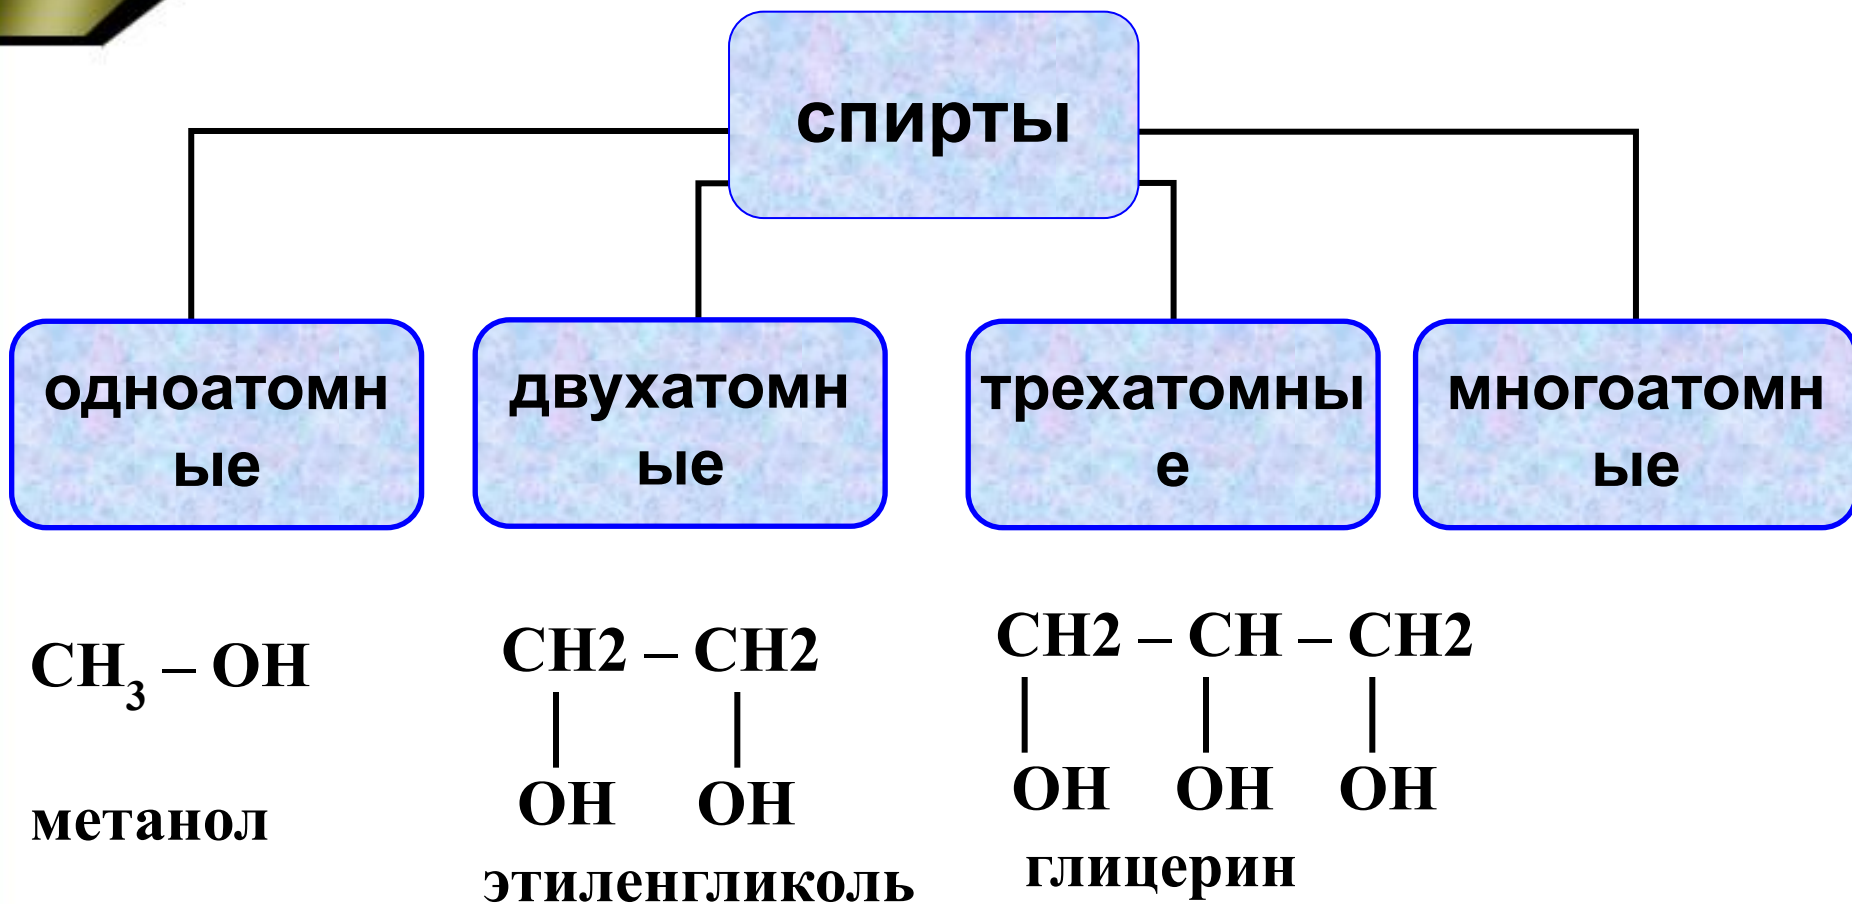 спирты
одноатомн
ые
двухатомн
ые
трехатомны
е
многоатомн
ые
CH₃ – OH
метанол
CH2 – CH2
OH OH
этиленгликоль
CH2 – CH – CH2
OH OH OH
глицерин